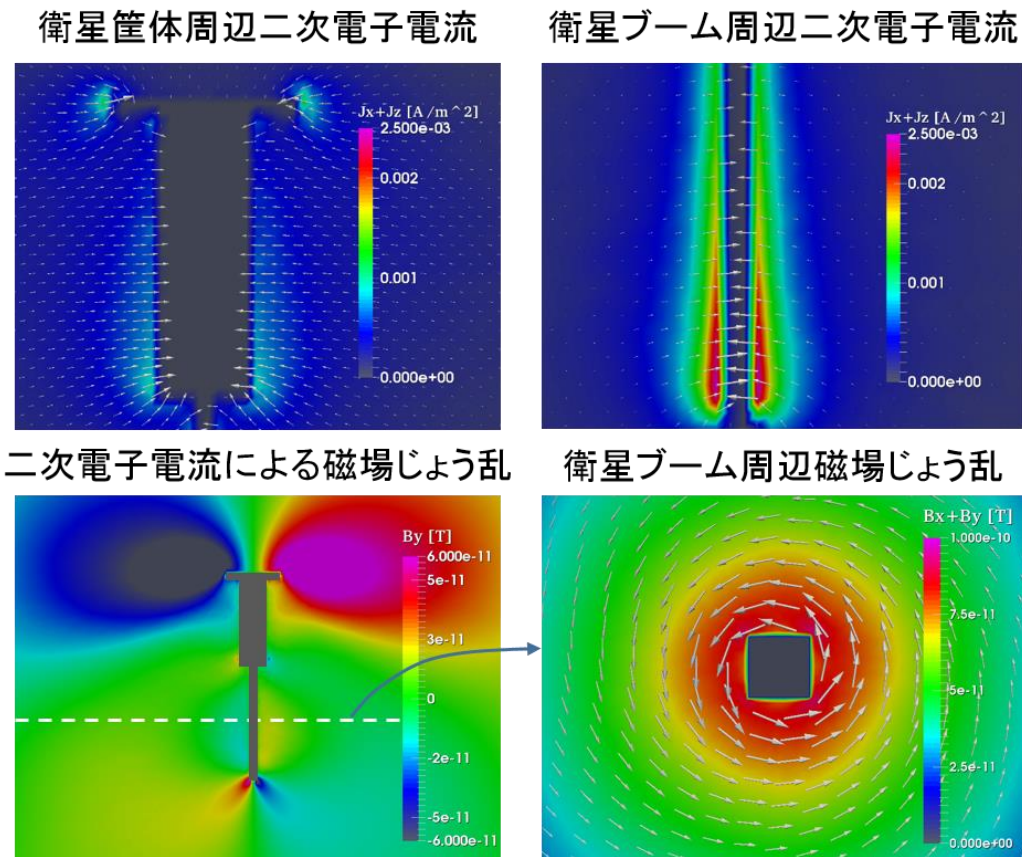 衛星筐体周辺二次電子電流
Jx+Jz [A/m^2]
2.500e-03
0.002
0.001
0.000e+00
衛星ブーム周辺二次電子電流
Jx+Jz [A/m^2]
2.500e-03
0.002
0.001
0.000e+00
二次電子電流による磁場じょう乱
By [T]
6.000e-11
5e-11
3e-11
0
-2e-11
-5e-11
-6.000e-11
衛星ブーム周辺磁場じょう乱
Bx+By [T]
1.000e-10
7.5e-11
5e-11
2.5e-11
0.000e+00